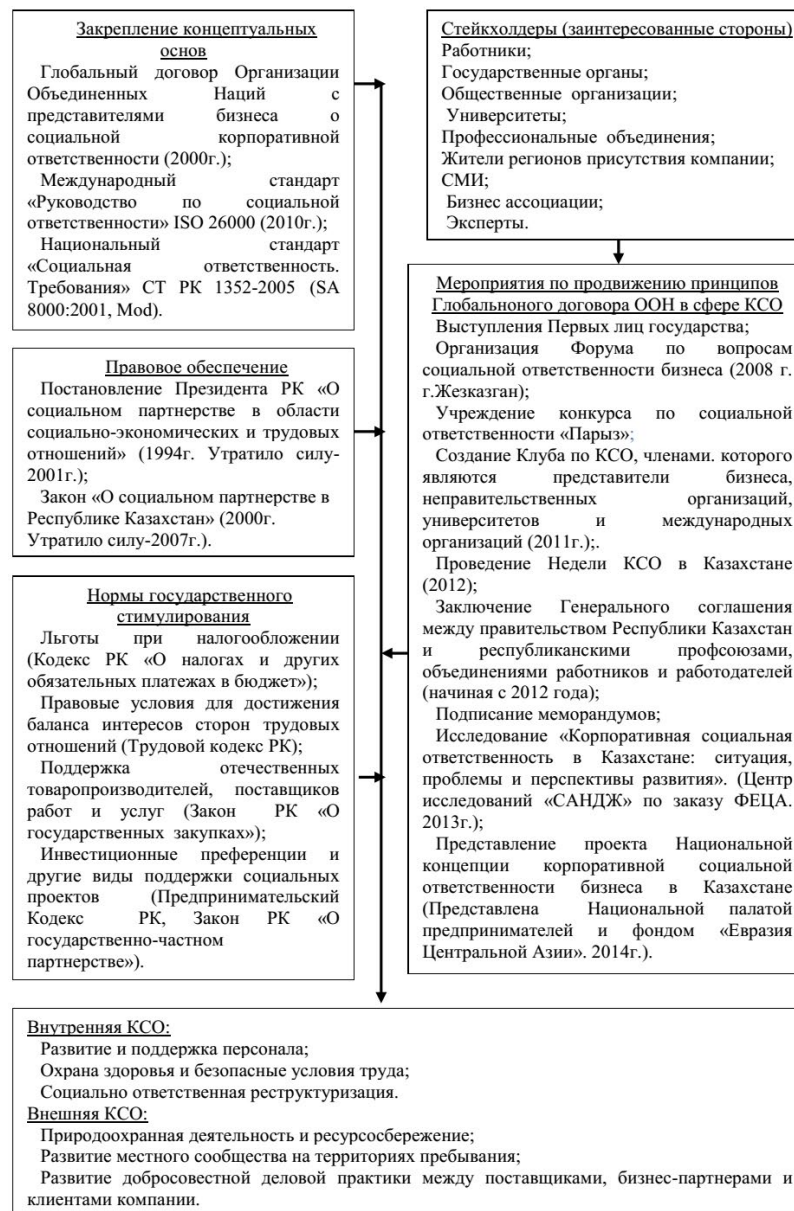 Закрепление концептуальных
основ
Глобальный договор Организации
Объединенных Наций с
представителями бизнеса о
социальной корпоративной
ответственности (2000г.);
Международный стандарт
«Руководство по социальной
ответственности» ISO 26000 (2010г.);
Национальный стандарт
«Социальная ответственность.
Требования» СТ РК 1352-2005 (SA
8000:2001, Mod).
Правовое обеспечение
Постановление Президента РК «О
социальном партнерстве в области
социально-экономических и трудовых
отношений» (1994г. Утратило силу-
2001г.);
Закон «О социальном партнерстве в
Республике Казахстан» (2000г.
Утратило силу-2007г.).
Нормы государственного
стимулирования
Льготы при налогообложении
(Кодекс РК «О налогах и других
обязательных платежах в бюджет»);
Правовые условия для достижения
баланса интересов сторон трудовых
отношений (Трудовой кодекс РК);
Поддержка отечественных
товаропроизводителей, поставщиков
работ и услуг (Закон РК «О
государственных закупках»);
Инвестиционные преференции и
другие виды поддержки социальных
проектов (Предпринимательский
Кодекс РК, Закон РК «О
государственно-частном
партнерстве»).
Стейкхолдеры (заинтересованные стороны)
Работники;
Государственные органы;
Общественные организации;
Университеты;
Профессиональные объединения;
Жители регионов присутствия компании;
СМИ;
Бизнес ассоциации;
Эксперты.
Мероприятия по продвижению принципов
Глобальноного договора ООН в сфере КСО
Выступления Первых лиц государства;
Организация Форума по вопросам
социальной ответственности бизнеса (2008 г.
г.Жезказган);
Учреждение конкурса по социальной
ответственности «Парыз»;
Создание Клуба по КСО, членами. которого
являются представители бизнеса,
неправительственных организаций,
университетов и международных
организаций (2011г.);.
Проведение Недели КСО в Казахстане
(2012);
Заключение Генерального соглашения
между правительством Республики Казахстан
и республиканскими профсоюзами,
объединениями работников и работодателей
(начиная с 2012 года);
Подписание меморандумов;
Исследование «Корпоративная социальная
ответственность в Казахстане: ситуация,
проблемы и перспективы развития». (Центр
исследований «САНДЖ» по заказу ФЕЦА.
2013г.);
Представление проекта Национальной
концепции корпоративной социальной
ответственности бизнеса в Казахстане
(Представлена Национальной палатой
предпринимателей и фондом «Евразия
Центральной Азии». 2014г.).
Внутренняя КСО:
Развитие и поддержка персонала;
Охрана здоровья и безопасные условия труда;
Социально ответственная реструктуризация.
Внешняя КСО:
Природоохранная деятельность и ресурсосбережение;
Развитие местного сообщества на территориях пребывания;
Развитие добросовестной деловой практики между поставщиками, бизнес-партнерами и
клиентами компании.